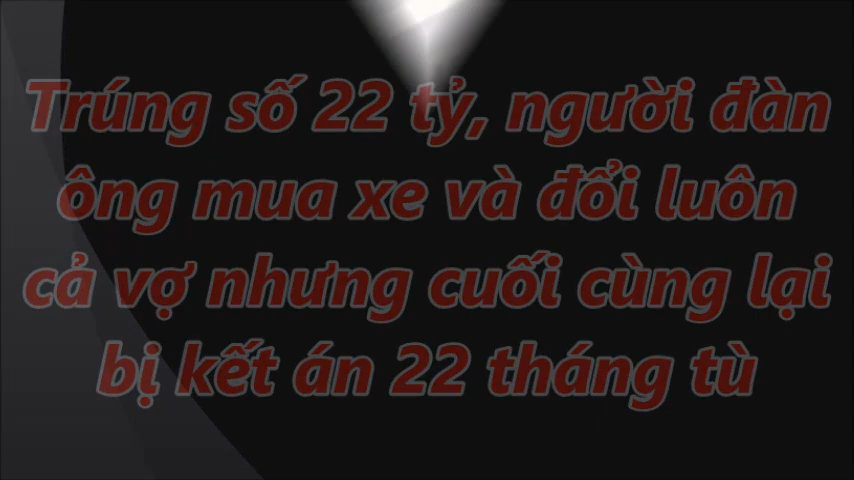 Trúng số 22 tỷ, người đàn
ông mua xe và đổi luôn
cả vợ nhưng cuối cùng lại
bị kết án 22 tháng tù